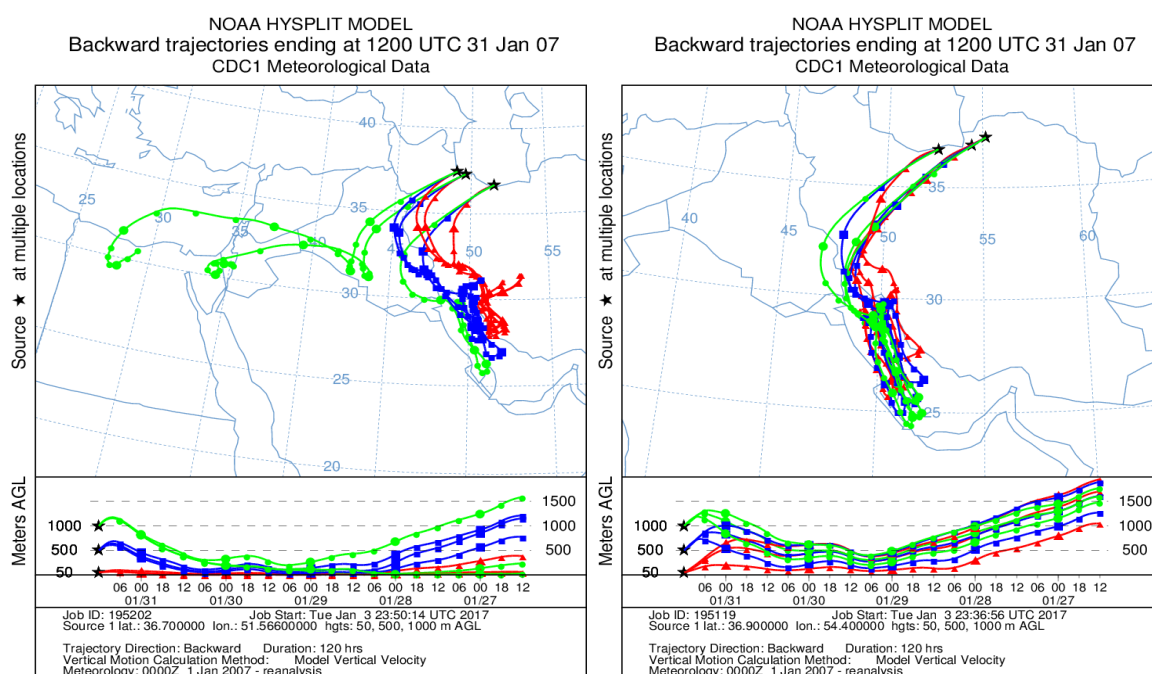 NOAA HYSPLIT MODEL
Backward trajectories ending at 1200 UTC 31 Jan 07
CDC1 Meteorological Data
Source ★ at multiple locations
40
35
30
25
20
25
30
35
40
45
50
55
Meters AGL
1500
1000 1000
500 500
50
06 00 18 12 06 00 18 12 06 00 18 12 06 00 18 12 06 00 18 12
01/31 01/30 01/29 01/28 01/27
Job ID: 195202 Job Start: Tue Jan 3 23:50:14 UTC 2017
Source 1 lat.: 36.700000 lon.: 51.566000 hgts: 50, 500, 1000 m AGL
Trajectory Direction: Backward Duration: 120 hrs
Vertical Motion Calculation Method: Model Vertical Velocity
Meteorology: 0000Z 1 Jan 2007 - reanalysis
NOAA HYSPLIT MODEL
Backward trajectories ending at 1200 UTC 31 Jan 07
CDC1 Meteorological Data
Source ★ at multiple locations
35
30
25
40
45
50
55
60
Meters AGL
1500
1000 1000
500 500
50
06 00 18 12 06 00 18 12 06 00 18 12 06 00 18 12 06 00 18 12
01/31 01/30 01/29 01/28 01/27
Job ID: 195119 Job Start: Tue Jan 3 23:36:56 UTC 2017
Source 1 lat.: 36.900000 lon.: 54.400000 hgts: 50, 500, 1000 m AGL
Trajectory Direction: Backward Duration: 120 hrs
Vertical Motion Calculation Method: Model Vertical Velocity
Meteorology: 0000Z 1 Jan 2007 - reanalysis